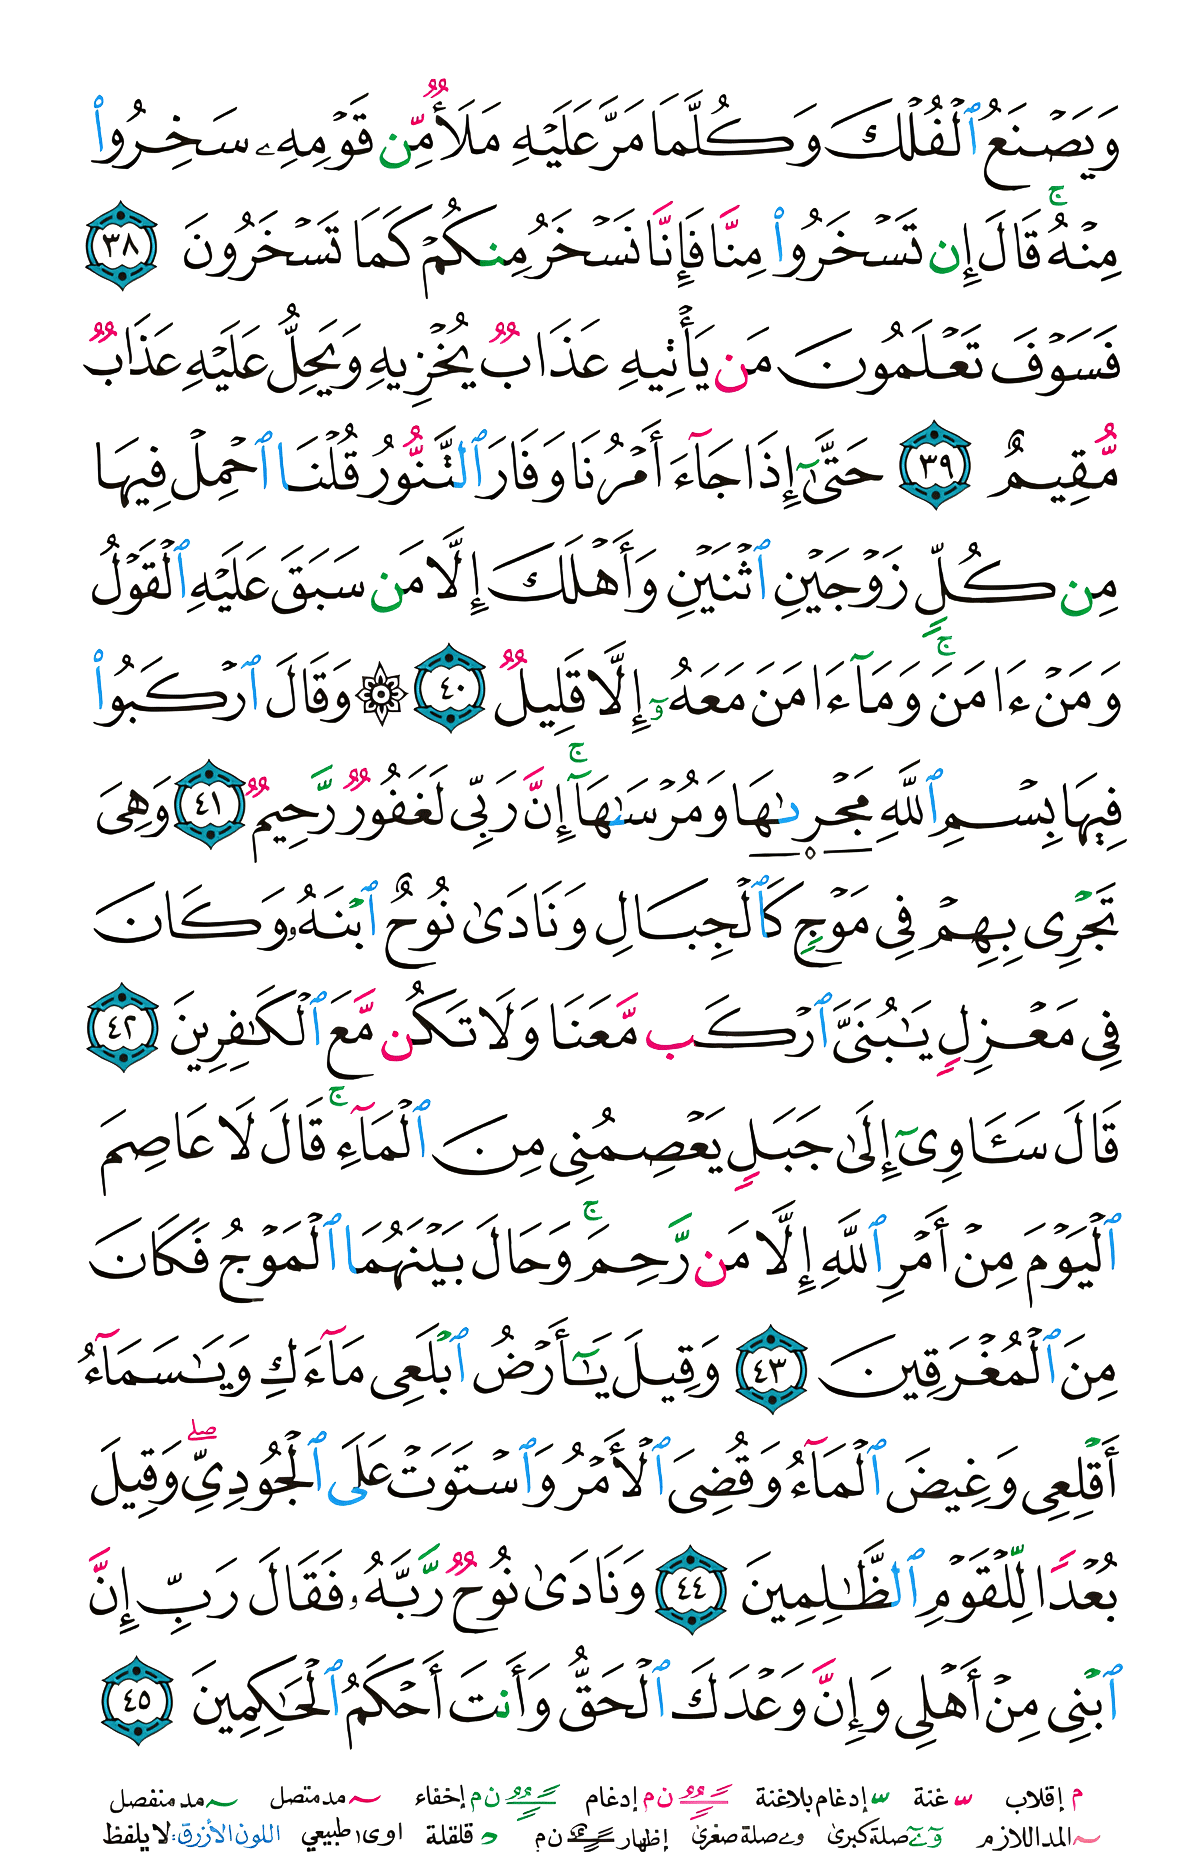 وَيَصْنَعُ ٱلْفُلْكَ وَكُلَّمَا مَرَّ عَلَيْهِ مَلَأٌ مِّن قَوْمِهِۦ سَخِرُوا۟
مِنْهُ ۚ قَالَ إِن تَسْخَرُوا۟ مِنَّا فَإِنَّا نَسْخَرُ مِنكُمْ كَمَا تَسْخَرُونَ ٣٨
فَسَوْفَ تَعْلَمُونَ مَن يَأْتِيهِ عَذَابٌ يُخْزِيهِ وَيَحِلُّ عَلَيْهِ عَذَابٌ
مُّقِيمٌ ٣٩ حَتَّىٰٓ إِذَا جَآءَ أَمْرُنَا وَفَارَ ٱلتَّنُّورُ قُلْنَا ٱحْمِلْ فِيهَا
مِن كُلٍّ زَوْجَيْنِ ٱثْنَيْنِ وَأَهْلَكَ إِلَّا مَن سَبَقَ عَلَيْهِ ٱلْقَوْلُ
وَمَنْ ءَامَنَ ۚ وَمَآ ءَامَنَ مَعَهُۥٓ إِلَّا قَلِيلٌ ٤٠ ۞ وَقَالَ ٱرْكَبُوا۟
فِيهَا بِسْمِ ٱللَّهِ مَجْر۪ىٰهَا وَمُرْسَىٰهَآ ۚ إِنَّ رَبِّى لَغَفُورٌ رَّحِيمٌ ٤١ وَهِىَ
تَجْرِى بِهِمْ فِى مَوْجٍ كَٱلْجِبَالِ وَنَادَىٰ نُوحٌ ٱبْنَهُۥ وَكَانَ
فِى مَعْزِلٍ يَٰبُنَىَّ ٱرْكَب مَّعَنَا وَلَا تَكُن مَّعَ ٱلْكَٰفِرِينَ ٤٢
قَالَ سَـَٔاوِىٓ إِلَىٰ جَبَلٍ يَعْصِمُنِى مِنَ ٱلْمَآءِ ۚ قَالَ لَا عَاصِمَ
ٱلْيَوْمَ مِنْ أَمْرِ ٱللَّهِ إِلَّا مَن رَّحِمَ ۚ وَحَالَ بَيْنَهُمَا ٱلْمَوْجُ فَكَانَ
مِنَ ٱلْمُغْرَقِينَ ٤٣ وَقِيلَ يَٰٓأَرْضُ ٱبْلَعِى مَآءَكِ وَيَٰسَمَآءُ
أَقْلِعِى وَغِيضَ ٱلْمَآءُ وَقُضِىَ ٱلْأَمْرُ وَٱسْتَوَتْ عَلَى ٱلْجُودِىِّ ۖ وَقِيلَ
بُعْدًا لِّلْقَوْمِ ٱلظَّٰلِمِينَ ٤٤ وَنَادَىٰ نُوحٌ رَّبَّهُۥ فَقَالَ رَبِّ إِنَّ
ٱبْنِى مِنْ أَهْلِى وَإِنَّ وَعْدَكَ ٱلْحَقُّ وَأَنتَ أَحْكَمُ ٱلْحَٰكِمِينَ ٤٥
م إقلاب غنة إدغام بلا غنة ن م إدغام ن م إخفاء مد متصل مد منفصل
المد اللازم صلة كبرى صلة صغرى إظهار ن م قلقلة ا و ى طبيعي اللون الأزرق: لا يلفظ